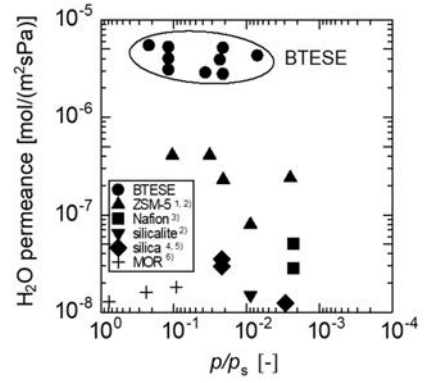 H₂O permeance [mol/(m²sPa)]
10⁻⁵
10⁻⁶
10⁻⁷
10⁻⁸
BTESE
BTESE
ZSM-5 ¹, ²⁾
Nafion ³⁾
silicalite ²⁾
silica ⁴, ⁵⁾
MOR ⁶⁾
10⁰ 10⁻¹ 10⁻² 10⁻³ 10⁻⁴
p/pₛ [-]